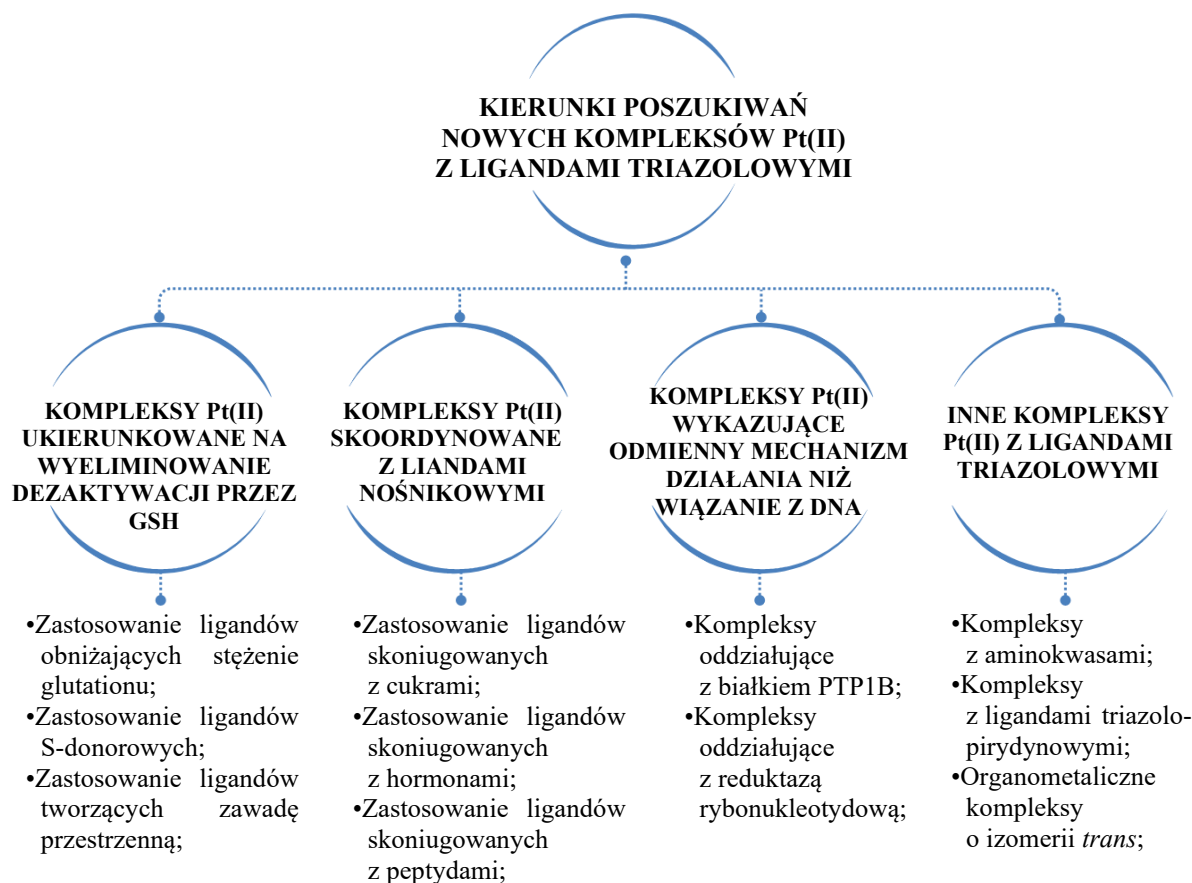 KIERUNKI POSZUKIWAŃ
NOWYCH KOMPLEKSÓW Pt(II)
Z LIGANDAMI TRIAZOLOWYMI
KOMPLEKSY Pt(II)
UKIERUNKOWANE NA
WYELIMINOWANIE
DEZAKTYWACJI PRZEZ
GSH
•Zastosowanie ligandów
obniżających stężenie
glutationu;
•Zastosowanie ligandów
S-donorowych;
•Zastosowanie ligandów
tworzących zawadę
przestrzenną;
KOMPLEKSY Pt(II)
SKOORDYNOWANE
Z LIANDAMI
NOŚNIKOWYMI
•Zastosowanie ligandów
skoniugowanych
z cukrami;
•Zastosowanie ligandów
skoniugowanych
z hormonami;
•Zastosowanie ligandów
skoniugowanych
z peptydami;
KOMPLEKSY Pt(II)
WYKAZUJĄCE
ODMIENNY MECHANIZM
DZIAŁANIA NIŻ
WIĄZANIE Z DNA
•Kompleksy
oddziałujące
z białkiem PTP1B;
•Kompleksy
oddziałujące
z reduktazą
rybonukleotydową;
INNE KOMPLEKSY
Pt(II) Z LIGANDAMI
TRIAZOLOWYMI
•Kompleksy
z aminokwasami;
•Kompleksy
z ligandami triazolo-
pirydynowymi;
•Organometaliczne
kompleksy
o izomerii trans;